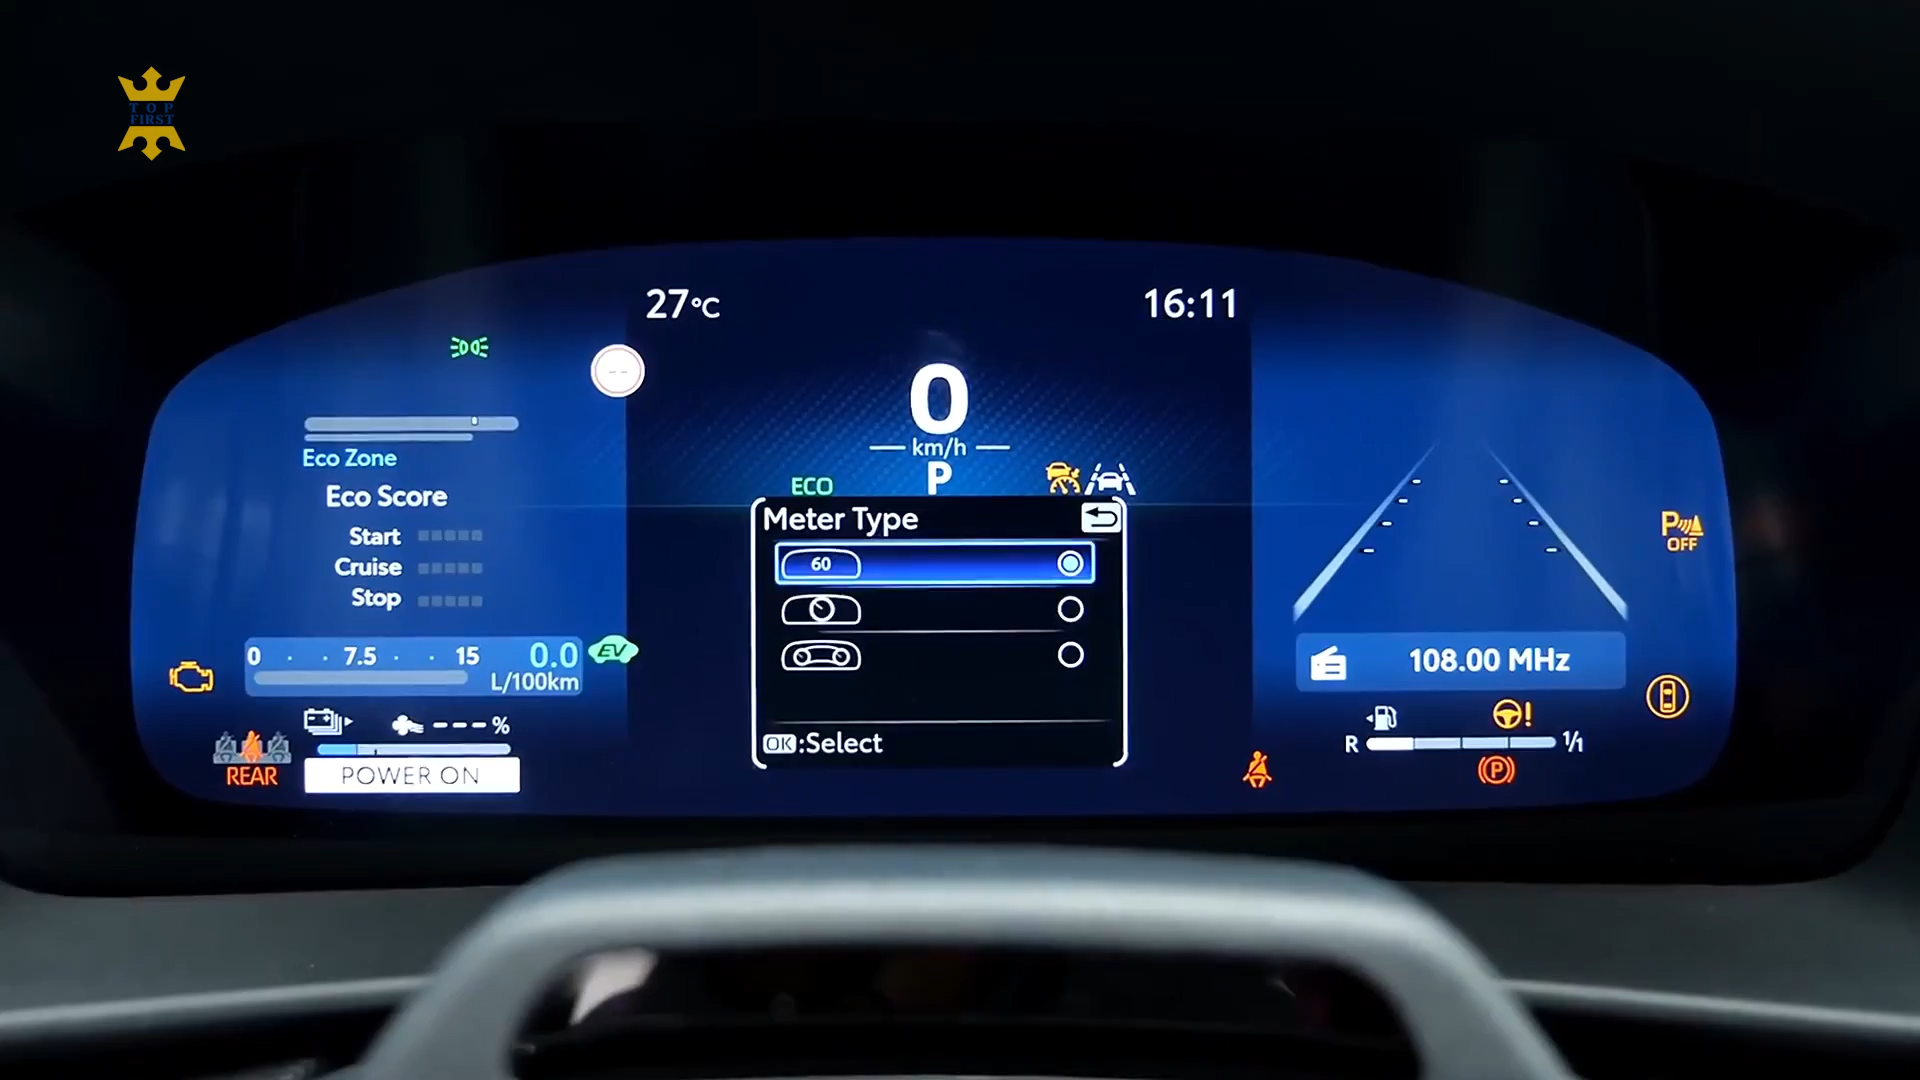 TOP
FIRST
27°C
16:11
--
0
km/h
P
ECO
Eco Zone
Eco Score
Start
Cruise
Stop
0 · · 7.5 · · 15
0.0
L/100km
EV
---%
POWER ON
REAR
Meter Type
60
OK:Select
P
OFF
108.00 MHz
R
1/1
!
P